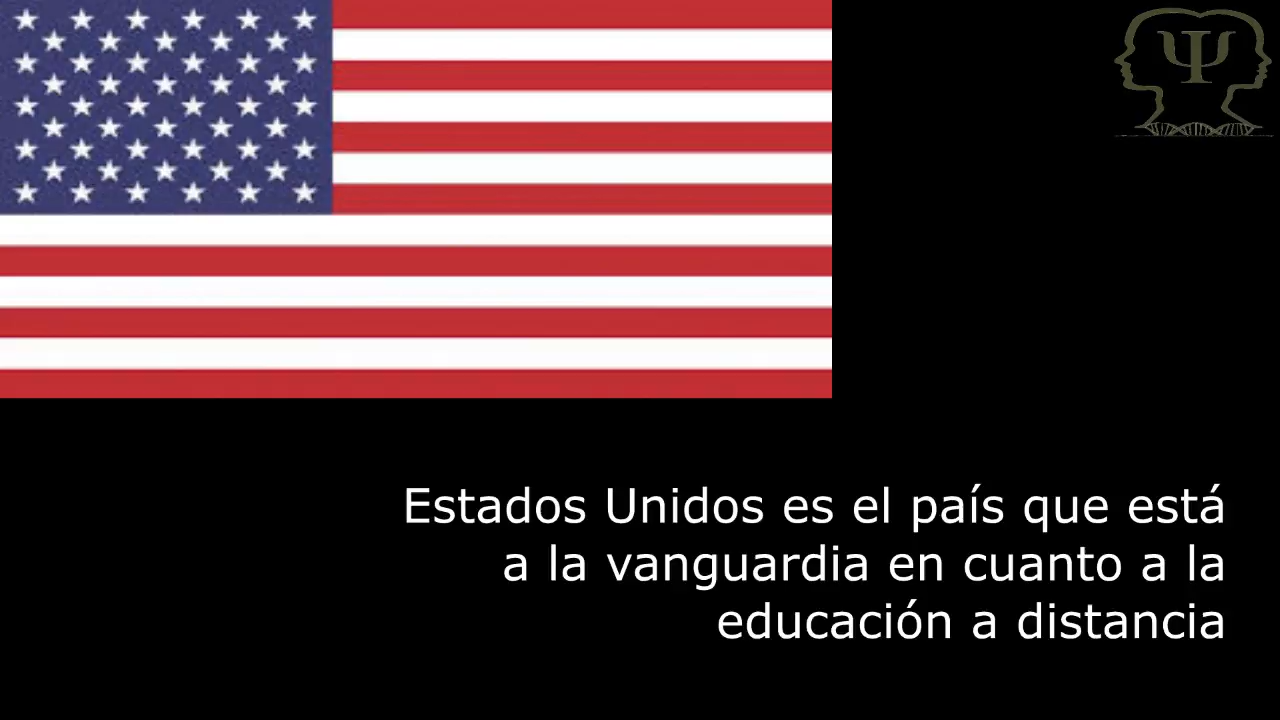 Ψ
Estados Unidos es el país que está
a la vanguardia en cuanto a la
educación a distancia